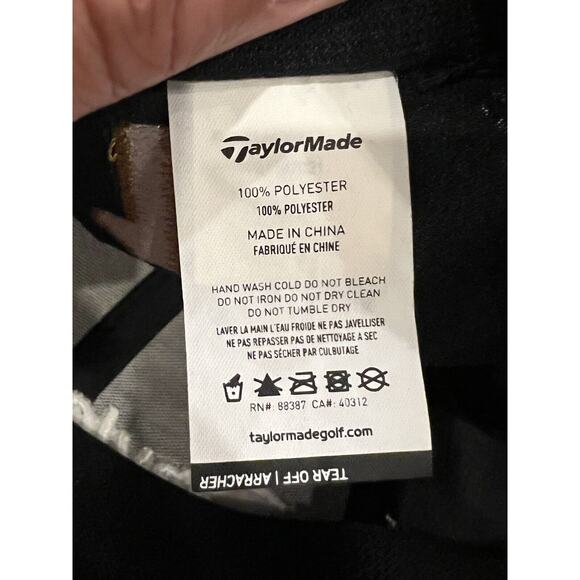 TaylorMade
100% POLYESTER
100% POLYESTER
MADE IN CHINA
FABRIQUÉ EN CHINE
HAND WASH COLD DO NOT BLEACH
DO NOT IRON DO NOT DRY CLEAN
DO NOT TUMBLE DRY
LAVER LA MAIN L'EAU FROIDE NE PAS JAVELLISER
NE PAS REPASSER PAS DE NETTOYAGE A SEC
NE PAS SÉCHER PAR CULBUTAGE
RN#: 88387 CA#: 40312
taylormadegolf.com
TEAR OFF | ARRACHER